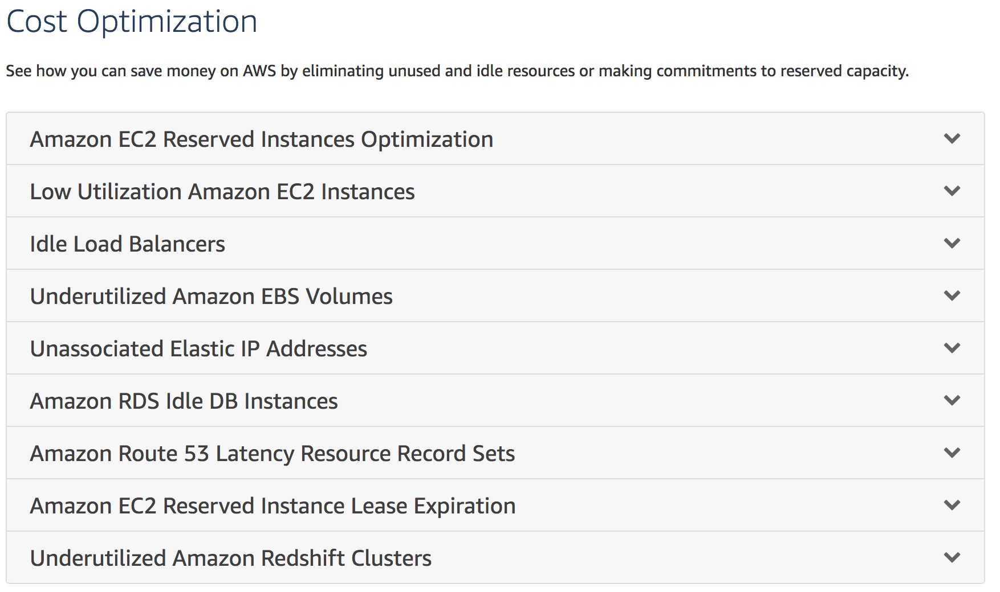 Cost Optimization
See how you can save money on AWS by eliminating unused and idle resources or making commitments to reserved capacity.
Amazon EC2 Reserved Instances Optimization
Low Utilization Amazon EC2 Instances
Idle Load Balancers
Underutilized Amazon EBS Volumes
Unassociated Elastic IP Addresses
Amazon RDS Idle DB Instances
Amazon Route 53 Latency Resource Record Sets
Amazon EC2 Reserved Instance Lease Expiration
Underutilized Amazon Redshift Clusters